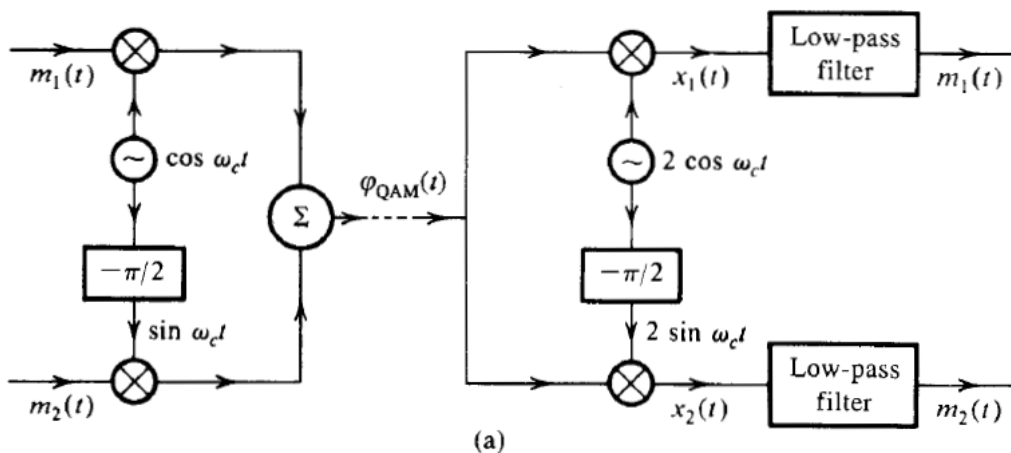 m₁(t)
cos ω_c t
−π/2
sin ω_c t
m₂(t)
Σ
φ_QAM(t)
x₁(t)
Low-pass
filter
m₁(t)
2 cos ω_c t
−π/2
2 sin ω_c t
x₂(t)
Low-pass
filter
m₂(t)
(a)